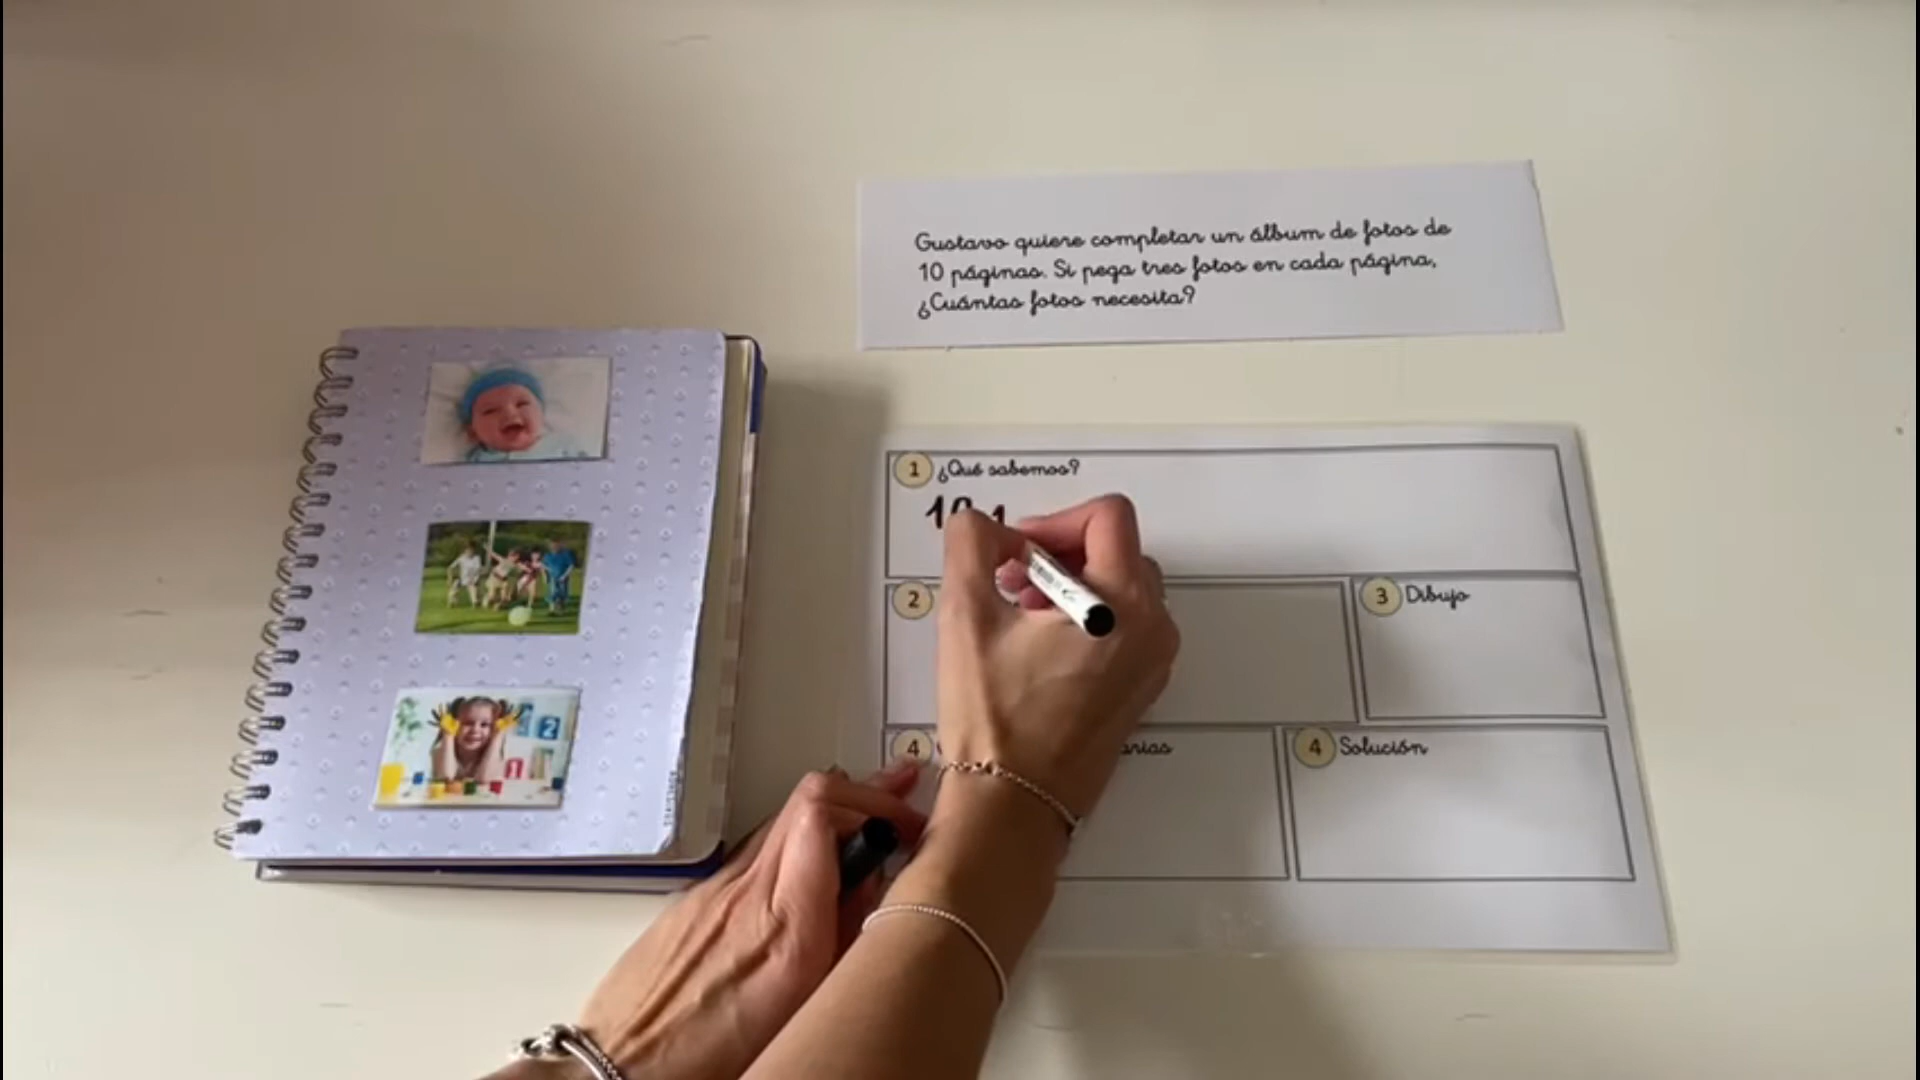 Gustavo quiere completar un álbum de fotos de
10 páginas. Si pega tres fotos en cada página,
¿Cuántas fotos necesita?
1 ¿Qué sabemos?
10
2
3 Dibujo
4
4 Solución